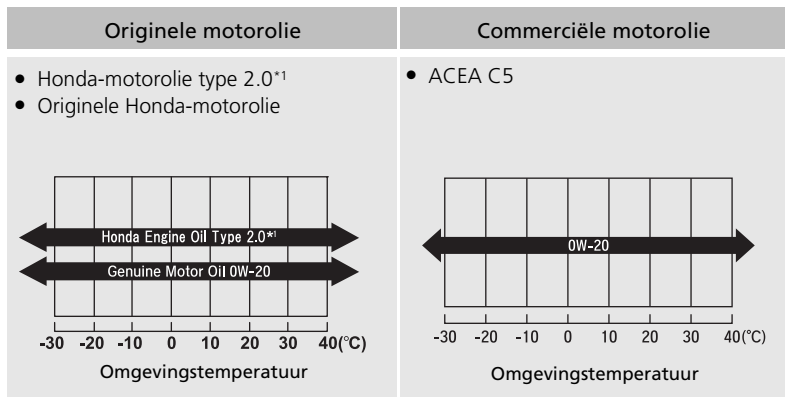 Originele motorolie
Commerciële motorolie
• Honda-motorolie type 2.0*1
• Originele Honda-motorolie
Honda Engine Oil Type 2.0*1
Genuine Motor Oil 0W-20
-30 -20 -10 0 10 20 30 40(°C)
Omgevingstemperatuur
• ACEA C5
0W-20
-30 -20 -10 0 10 20 30 40(°C)
Omgevingstemperatuur